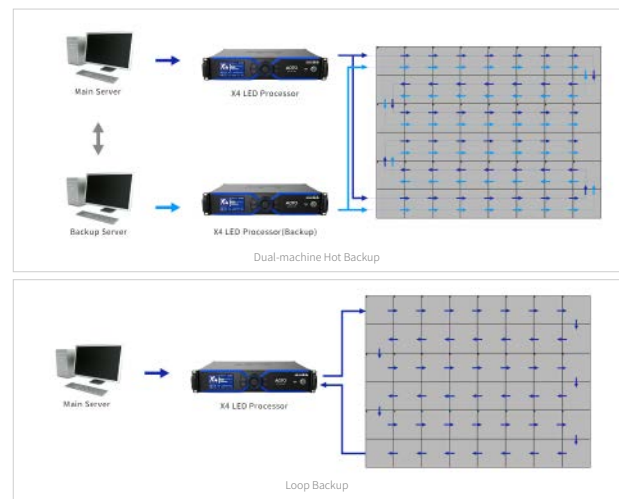 Main Server
X4 LED Processor
Backup Server
X4 LED Processor(Backup)
Dual-machine Hot Backup
Main Server
X4 LED Processor
Loop Backup